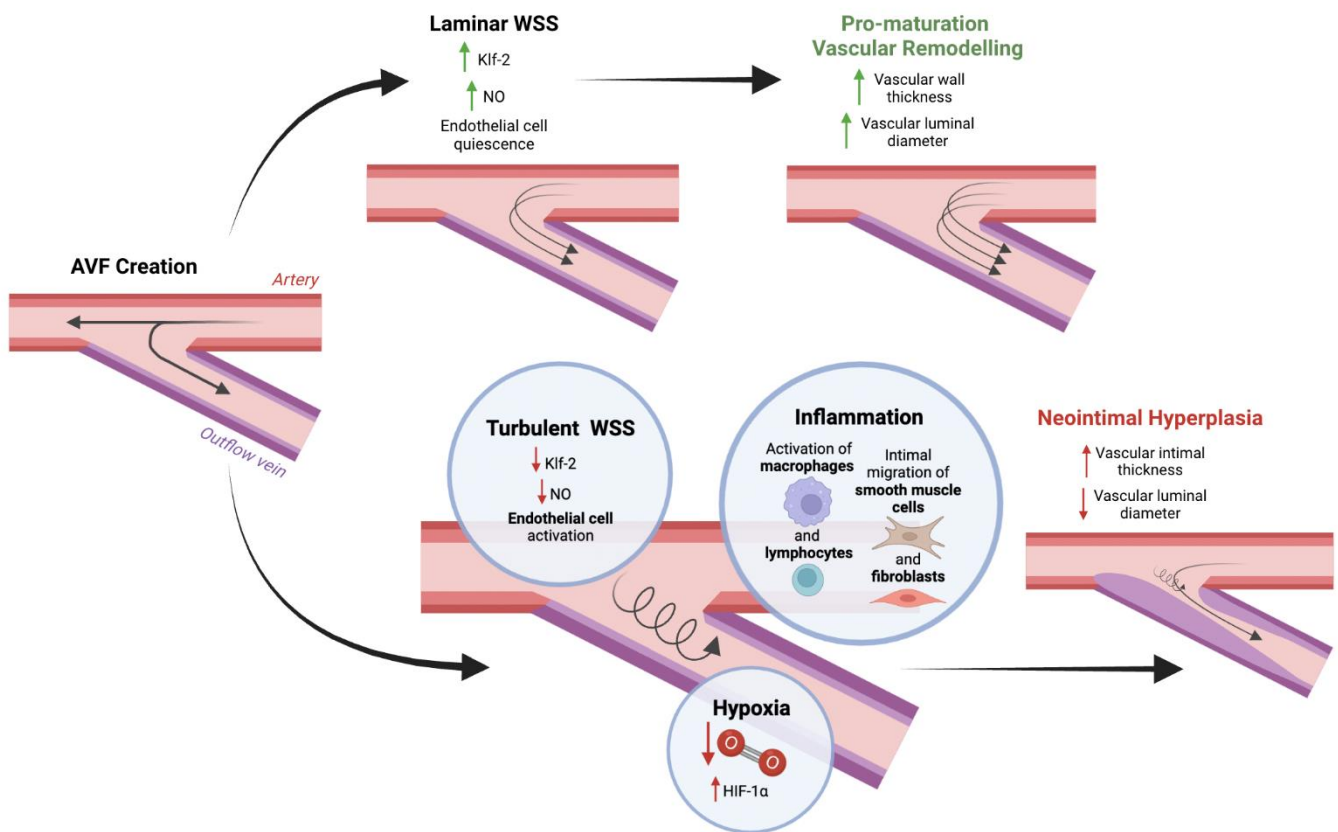 Laminar WSS
Klf-2
NO
Endothelial cell
quiescence
Pro-maturation
Vascular Remodelling
Vascular wall
thickness
Vascular luminal
diameter
AVF Creation
Artery
Outflow vein
Turbulent WSS
Klf-2
NO
Endothelial cell
activation
Inflammation
Activation of
macrophages
and
lymphocytes
Intimal
migration of
smooth muscle
cells
and
fibroblasts
Hypoxia
O
O
HIF-1α
Neointimal Hyperplasia
Vascular intimal
thickness
Vascular luminal
diameter